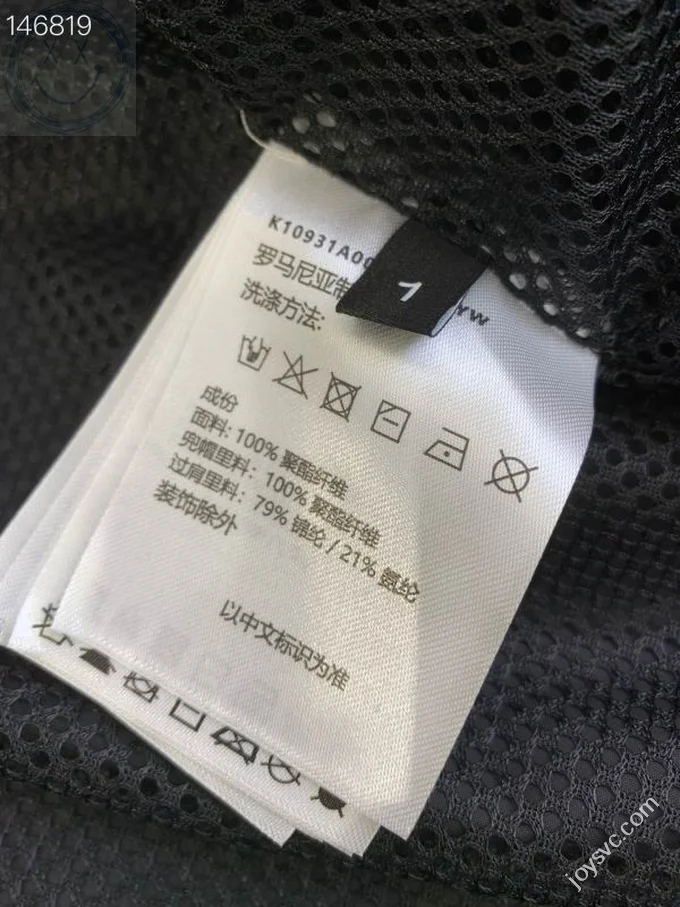 146819
K10931A00
1
罗马尼亚制
洗涤方法:
成份
面料: 100% 聚酯纤维
兜帽里料: 100% 聚酯纤维
过肩里料: 79% 锦纶 / 21% 氨纶
装饰除外
以中文标识为准
joysvc.com